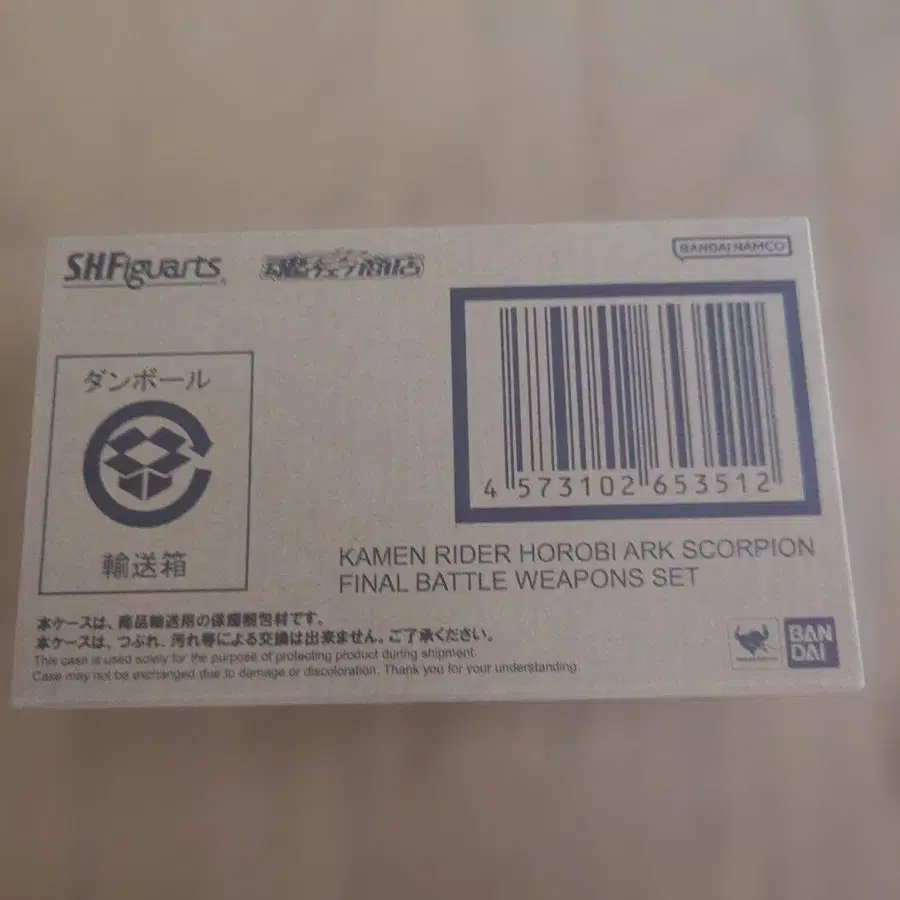 S.H.Figuarts
魂ウェブ商店
BANDAI NAMCO
ダンボール
輸送箱
4 573102 653512
KAMEN RIDER HOROBI ARK SCORPION
FINAL BATTLE WEAPONS SET
本ケースは、商品輸送用の保護梱包材です。
本ケースは、つぶれ、汚れ等による交換は出来ません。ご了承ください。
This case is used solely for the purpose of protecting product during shipment.
Case may not be exchanged due to damage or discoloration. Thank you for your understanding.
BAN
DAI